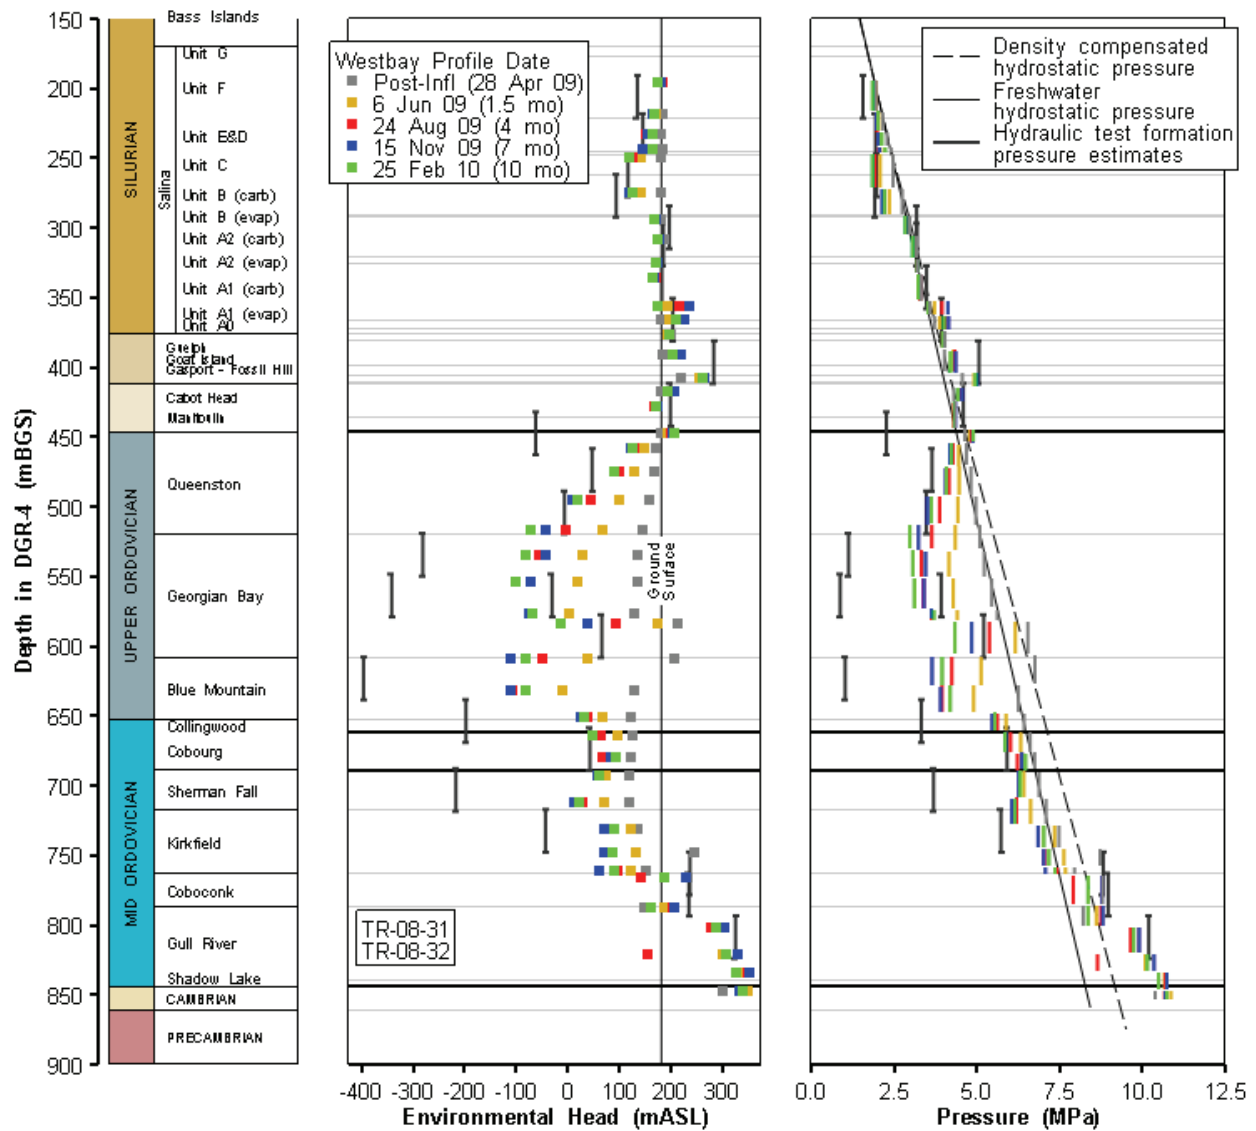 Depth in DGR-4 (mBGS)
150
200
250
300
350
400
450
500
550
600
650
700
750
800
850
900
SILURIAN
UPPER ORDOVICIAN
MID ORDOVICIAN
Salina
Bass Islands
Unit G
Unit F
Unit E&D
Unit C
Unit B (carb)
Unit B (evap)
Unit A2 (carb)
Unit A2 (evap)
Unit A1 (carb)
Unit A1 (evap)
Unit A0
Guelph
Goat Island
Gasport - Fossil Hill
Cabot Head
Manitoulin
Queenston
Georgian Bay
Blue Mountain
Collingwood
Cobourg
Sherman Fall
Kirkfield
Coboconk
Gull River
Shadow Lake
CAMBRIAN
PRECAMBRIAN
Westbay Profile Date
Post-Infl (28 Apr 09)
6 Jun 09 (1.5 mo)
24 Aug 09 (4 mo)
15 Nov 09 (7 mo)
25 Feb 10 (10 mo)
Ground
Surface
TR-08-31
TR-08-32
-400 -300 -200 -100 0 100 200 300
Environmental Head (mASL)
Density compensated
hydrostatic pressure
Freshwater
hydrostatic pressure
Hydraulic test formation
pressure estimates
0.0 2.5 5.0 7.5 10.0 12.5
Pressure (MPa)